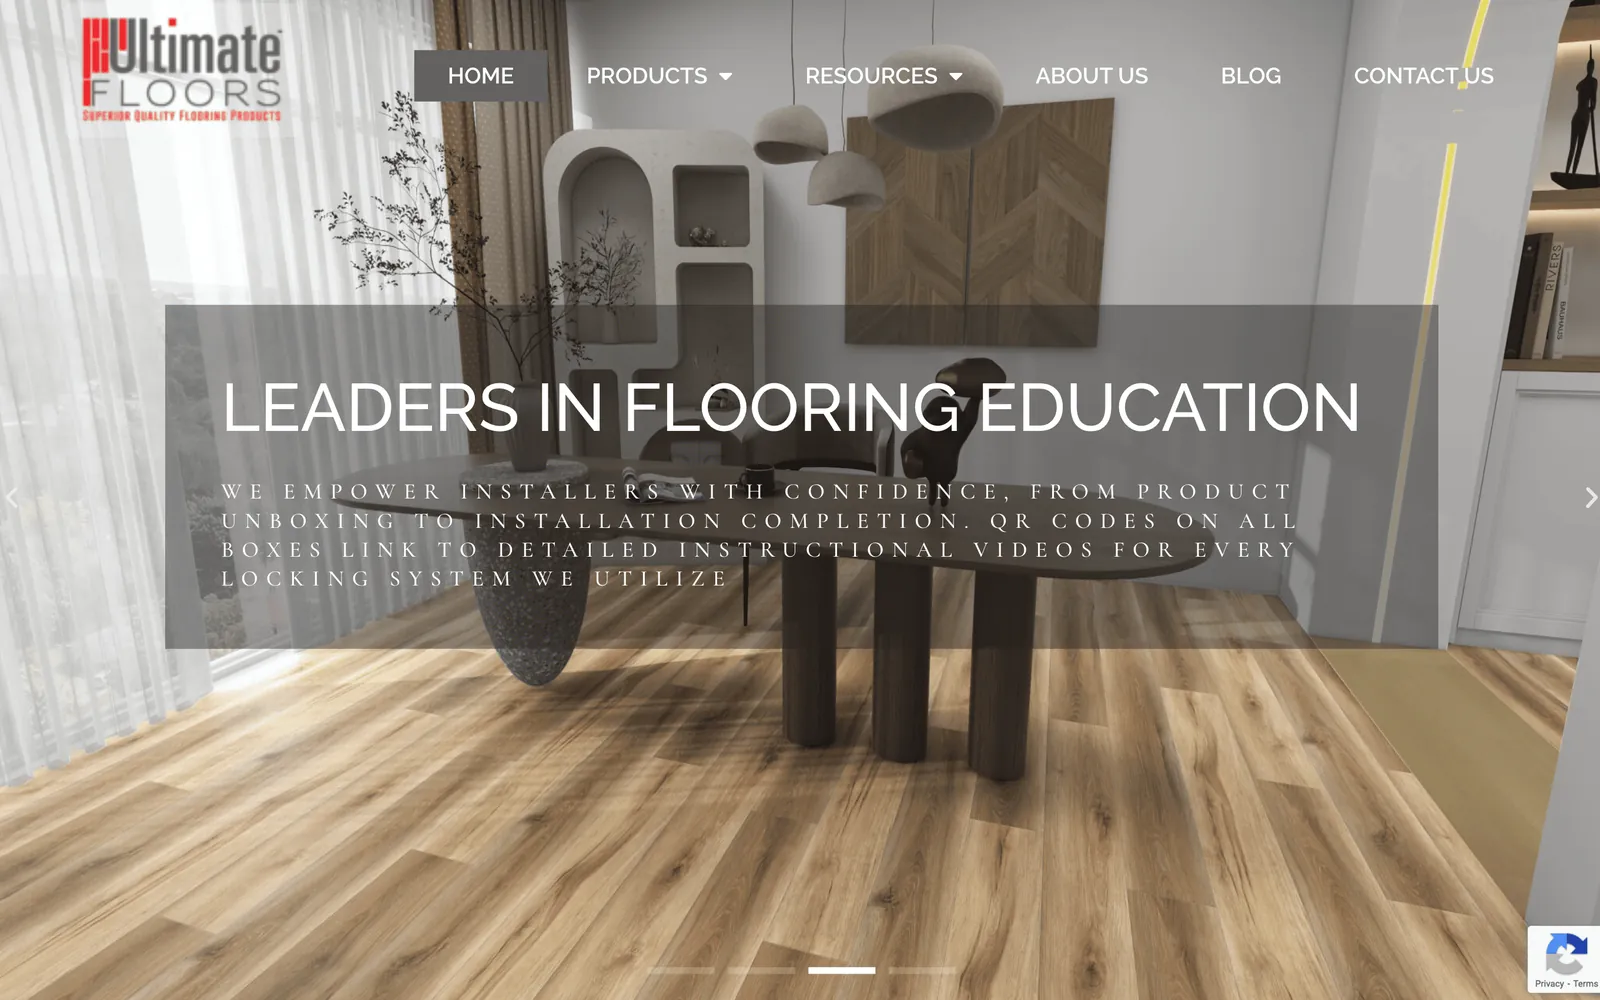 Ultimate
FLOORS
SUPERIOR QUALITY FLOORING PRODUCTS
HOME
PRODUCTS
RESOURCES
ABOUT US
BLOG
CONTACT US
RIVERS
BAUHAUS
LEADERS IN FLOORING EDUCATION
WE EMPOWER INSTALLERS WITH CONFIDENCE, FROM PRODUCT
UNBOXING TO INSTALLATION COMPLETION. QR CODES ON ALL
BOXES LINK TO DETAILED INSTRUCTIONAL VIDEOS FOR EVERY
LOCKING SYSTEM WE UTILIZE
Privacy - Terms